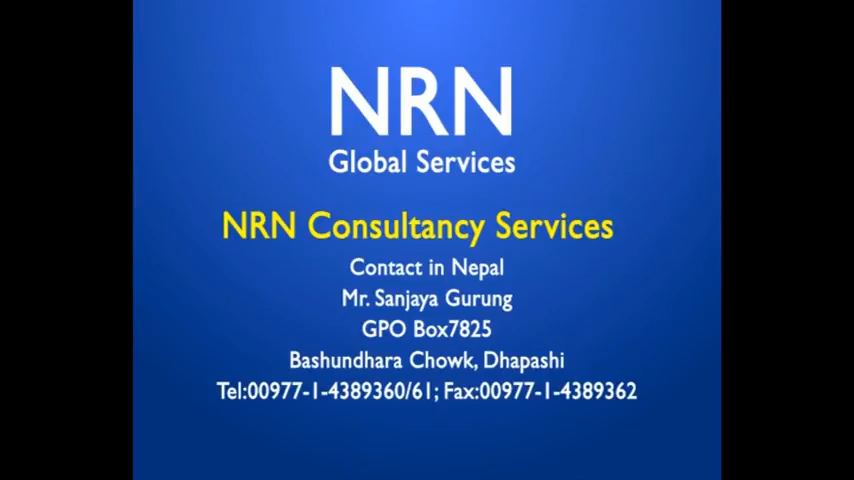 NRN
Global Services
NRN Consultancy Services
Contact in Nepal
Mr. Sanjaya Gurung
GPO Box7825
Bashundhara Chowk, Dhapashi
Tel:00977-1-4389360/61; Fax:00977-1-4389362